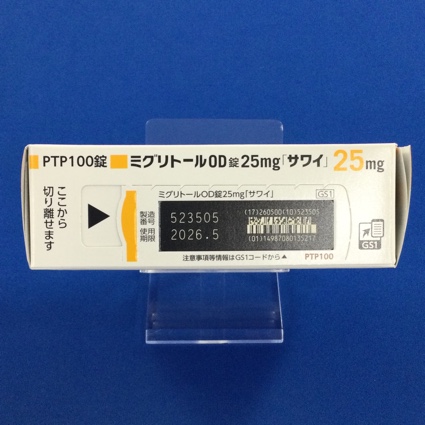 PTP100錠 ミグリトールOD錠25mg「サワイ」 25mg
ここから
切り離せます
ミグリトールOD錠25mg「サワイ」 GS1
製造番号 523505
使用期限 2026.5
(17)260500(10)523505
(01)14987080135217
注意事項等情報はGS1コードから▲ PTP100
GS1